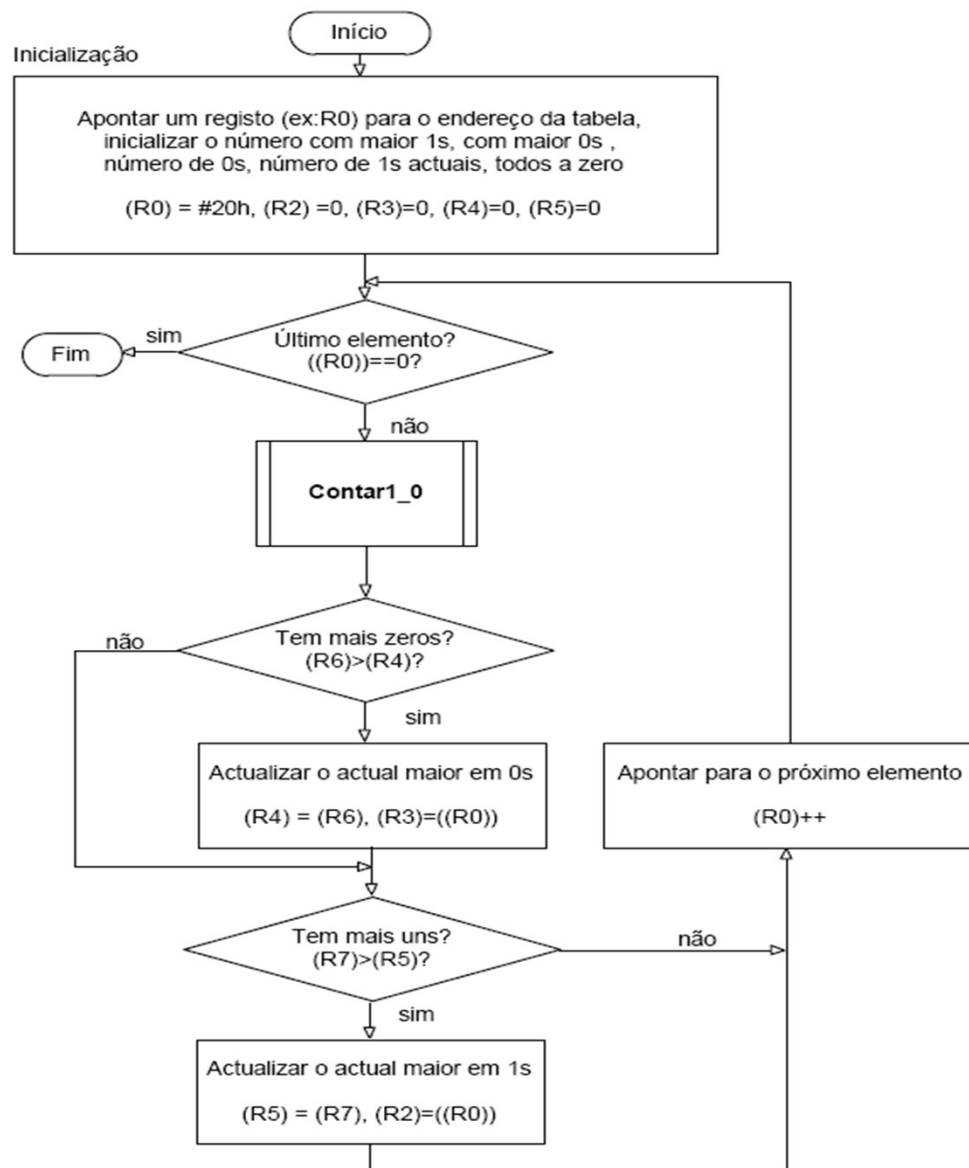 Início
Inicialização
Apontar um registo (ex:R0) para o endereço da tabela,
inicializar o número com maior 1s, com maior 0s ,
número de 0s, número de 1s actuais, todos a zero
(R0) = #20h, (R2) =0, (R3)=0, (R4)=0, (R5)=0
sim
Fim
Último elemento?
((R0))==0?
não
Contar1_0
não
Tem mais zeros?
(R6)>(R4)?
sim
Actualizar o actual maior em 0s
(R4) = (R6), (R3)=((R0))
Apontar para o próximo elemento
(R0)++
Tem mais uns?
(R7)>(R5)?
não
sim
Actualizar o actual maior em 1s
(R5) = (R7), (R2)=((R0))